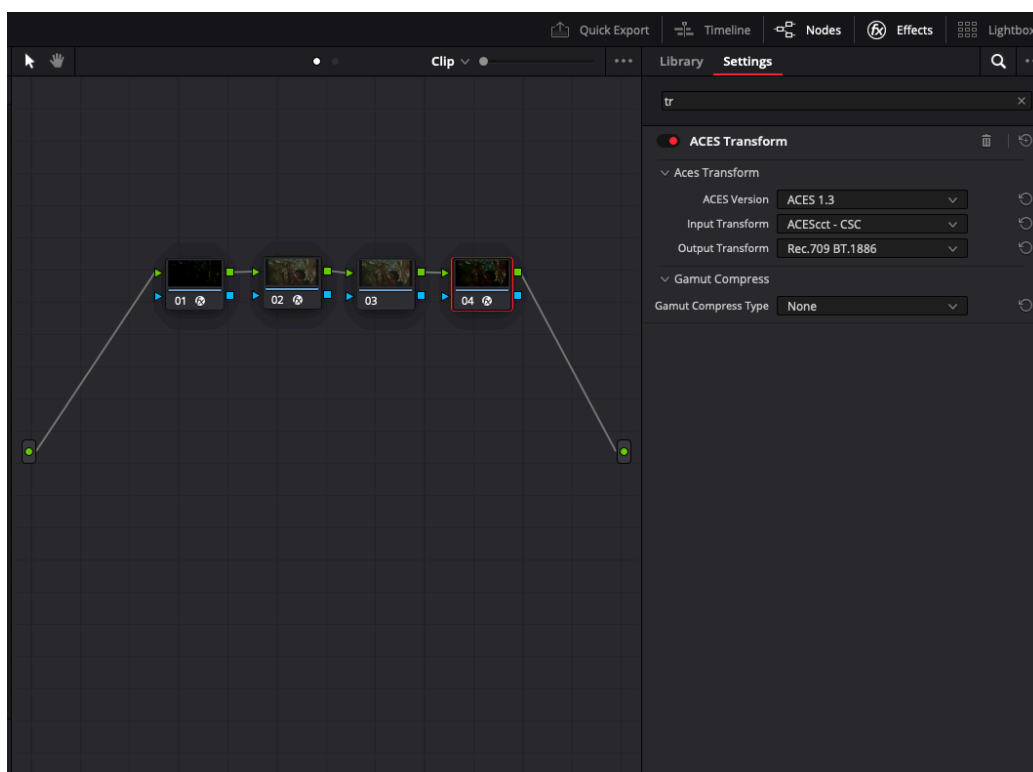 Quick Export Timeline Nodes Effects Lightbox
Clip
Library Settings
tr
ACES Transform
Aces Transform
ACES Version ACES 1.3
Input Transform ACEScct - CSC
Output Transform Rec.709 BT.1886
Gamut Compress
Gamut Compress Type None
01 02 03 04